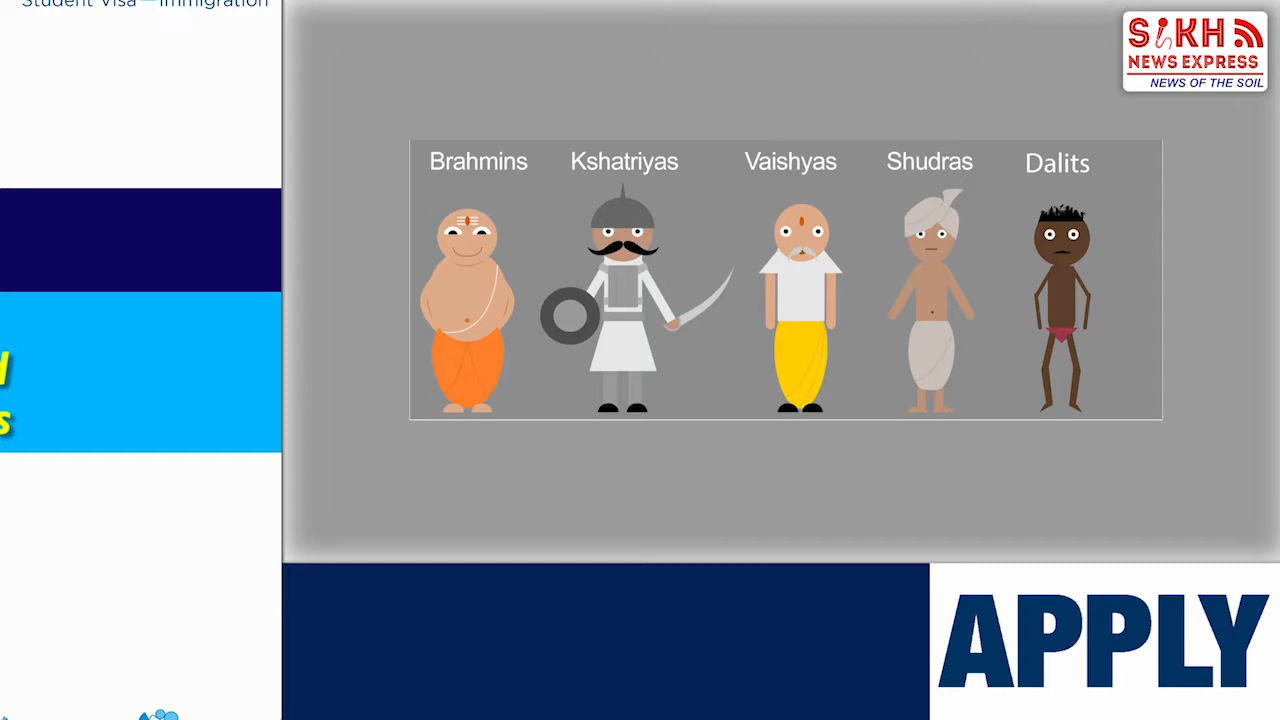 Student Visa—Immigration
SiKH
NEWS EXPRESS
NEWS OF THE SOIL
Brahmins Kshatriyas Vaishyas Shudras Dalits
s
APPLY